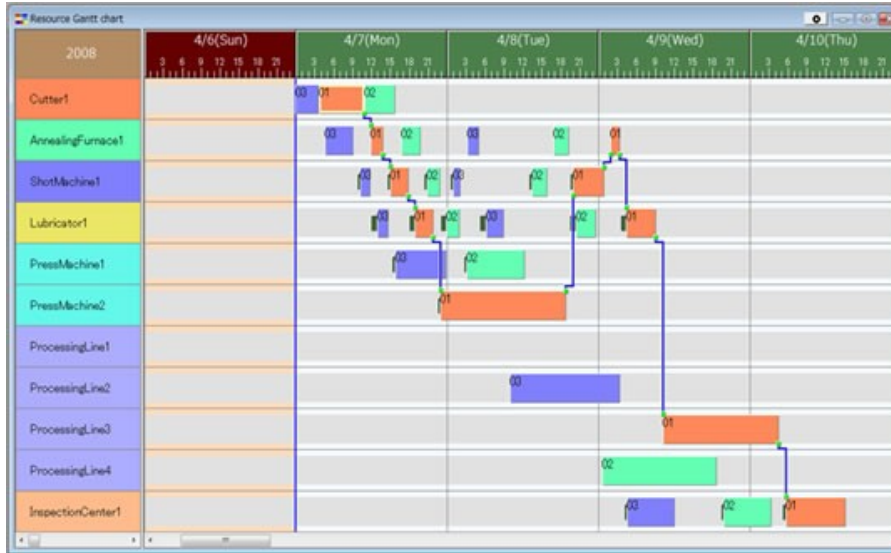 Resource Gantt chart
2008
4/6(Sun)
4/7(Mon)
4/8(Tue)
4/9(Wed)
4/10(Thu)
3 6 9 12 15 18 21
3 6 9 12 15 18 21
3 6 9 12 15 18 21
3 6 9 12 15 18 21
3 6 9 12 15 18 21
Cutter1
03 01 02
AnnealingFurnace1
01 02 03 02 01
ShotMachine1
03 01 02 03 02 01
Lubricator1
03 01 02 03 02 01
PressMachine1
03 02
PressMachine2
01
ProcessingLine1
ProcessingLine2
03
ProcessingLine3
01
ProcessingLine4
02
InspectionCenter1
03 02 01